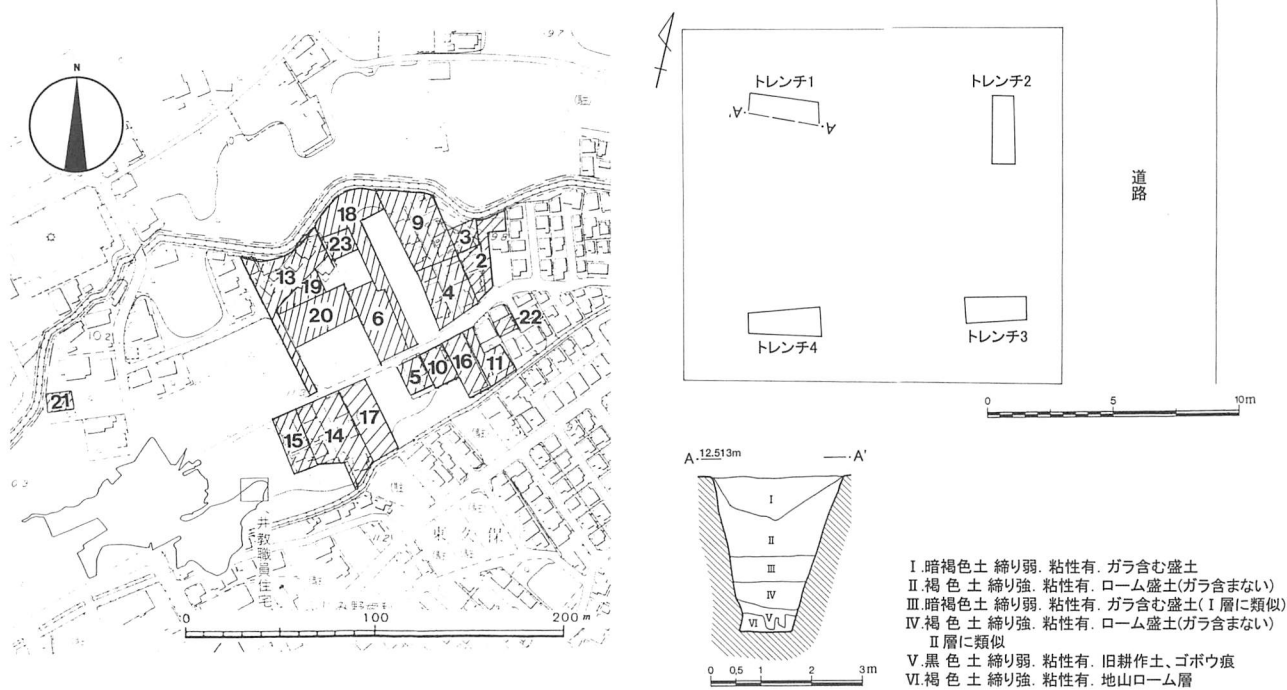 N
97
18
9
23
3
98
13
19
2
4
20
6
22
102
5
10
16
11
21
17
15
14
東久保
井教職員住宅
0 100 200 m
トレンチ1
トレンチ2
A'
A
道路
トレンチ4
トレンチ3
0 5 10m
A 12.513m A'
I
II
III
IV
V
VI
0 0.5 1 2 3m
I.暗褐色土 締り弱. 粘性有. ガラ含む盛土
II.褐色土 締り強. 粘性有. ローム盛土(ガラ含まない)
III.暗褐色土 締り弱. 粘性有. ガラ含む盛土(I層に類似)
IV.褐色土 締り強. 粘性有. ローム盛土(ガラ含まない)
II層に類似
V.黒色土 締り弱. 粘性有. 旧耕作土、ゴボウ痕
VI.褐色土 締り強. 粘性有. 地山ローム層